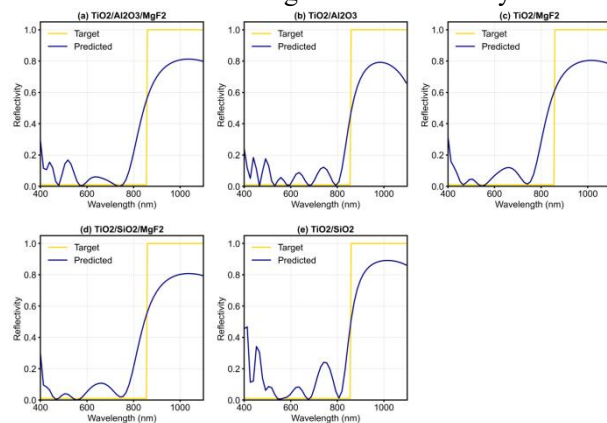 (a) TiO2/Al2O3/MgF2
1.0
0.8
0.6
0.4
0.2
0.0
Reflectivity
Target
Predicted
400 600 800 1000
Wavelength (nm)
(b) TiO2/Al2O3
1.0
0.8
0.6
0.4
0.2
0.0
Reflectivity
Target
Predicted
400 600 800 1000
Wavelength (nm)
(c) TiO2/MgF2
1.0
0.8
0.6
0.4
0.2
0.0
Reflectivity
Target
Predicted
400 600 800 1000
Wavelength (nm)
(d) TiO2/SiO2/MgF2
1.0
0.8
0.6
0.4
0.2
0.0
Reflectivity
Target
Predicted
400 600 800 1000
Wavelength (nm)
(e) TiO2/SiO2
1.0
0.8
0.6
0.4
0.2
0.0
Reflectivity
Target
Predicted
400 600 800 1000
Wavelength (nm)